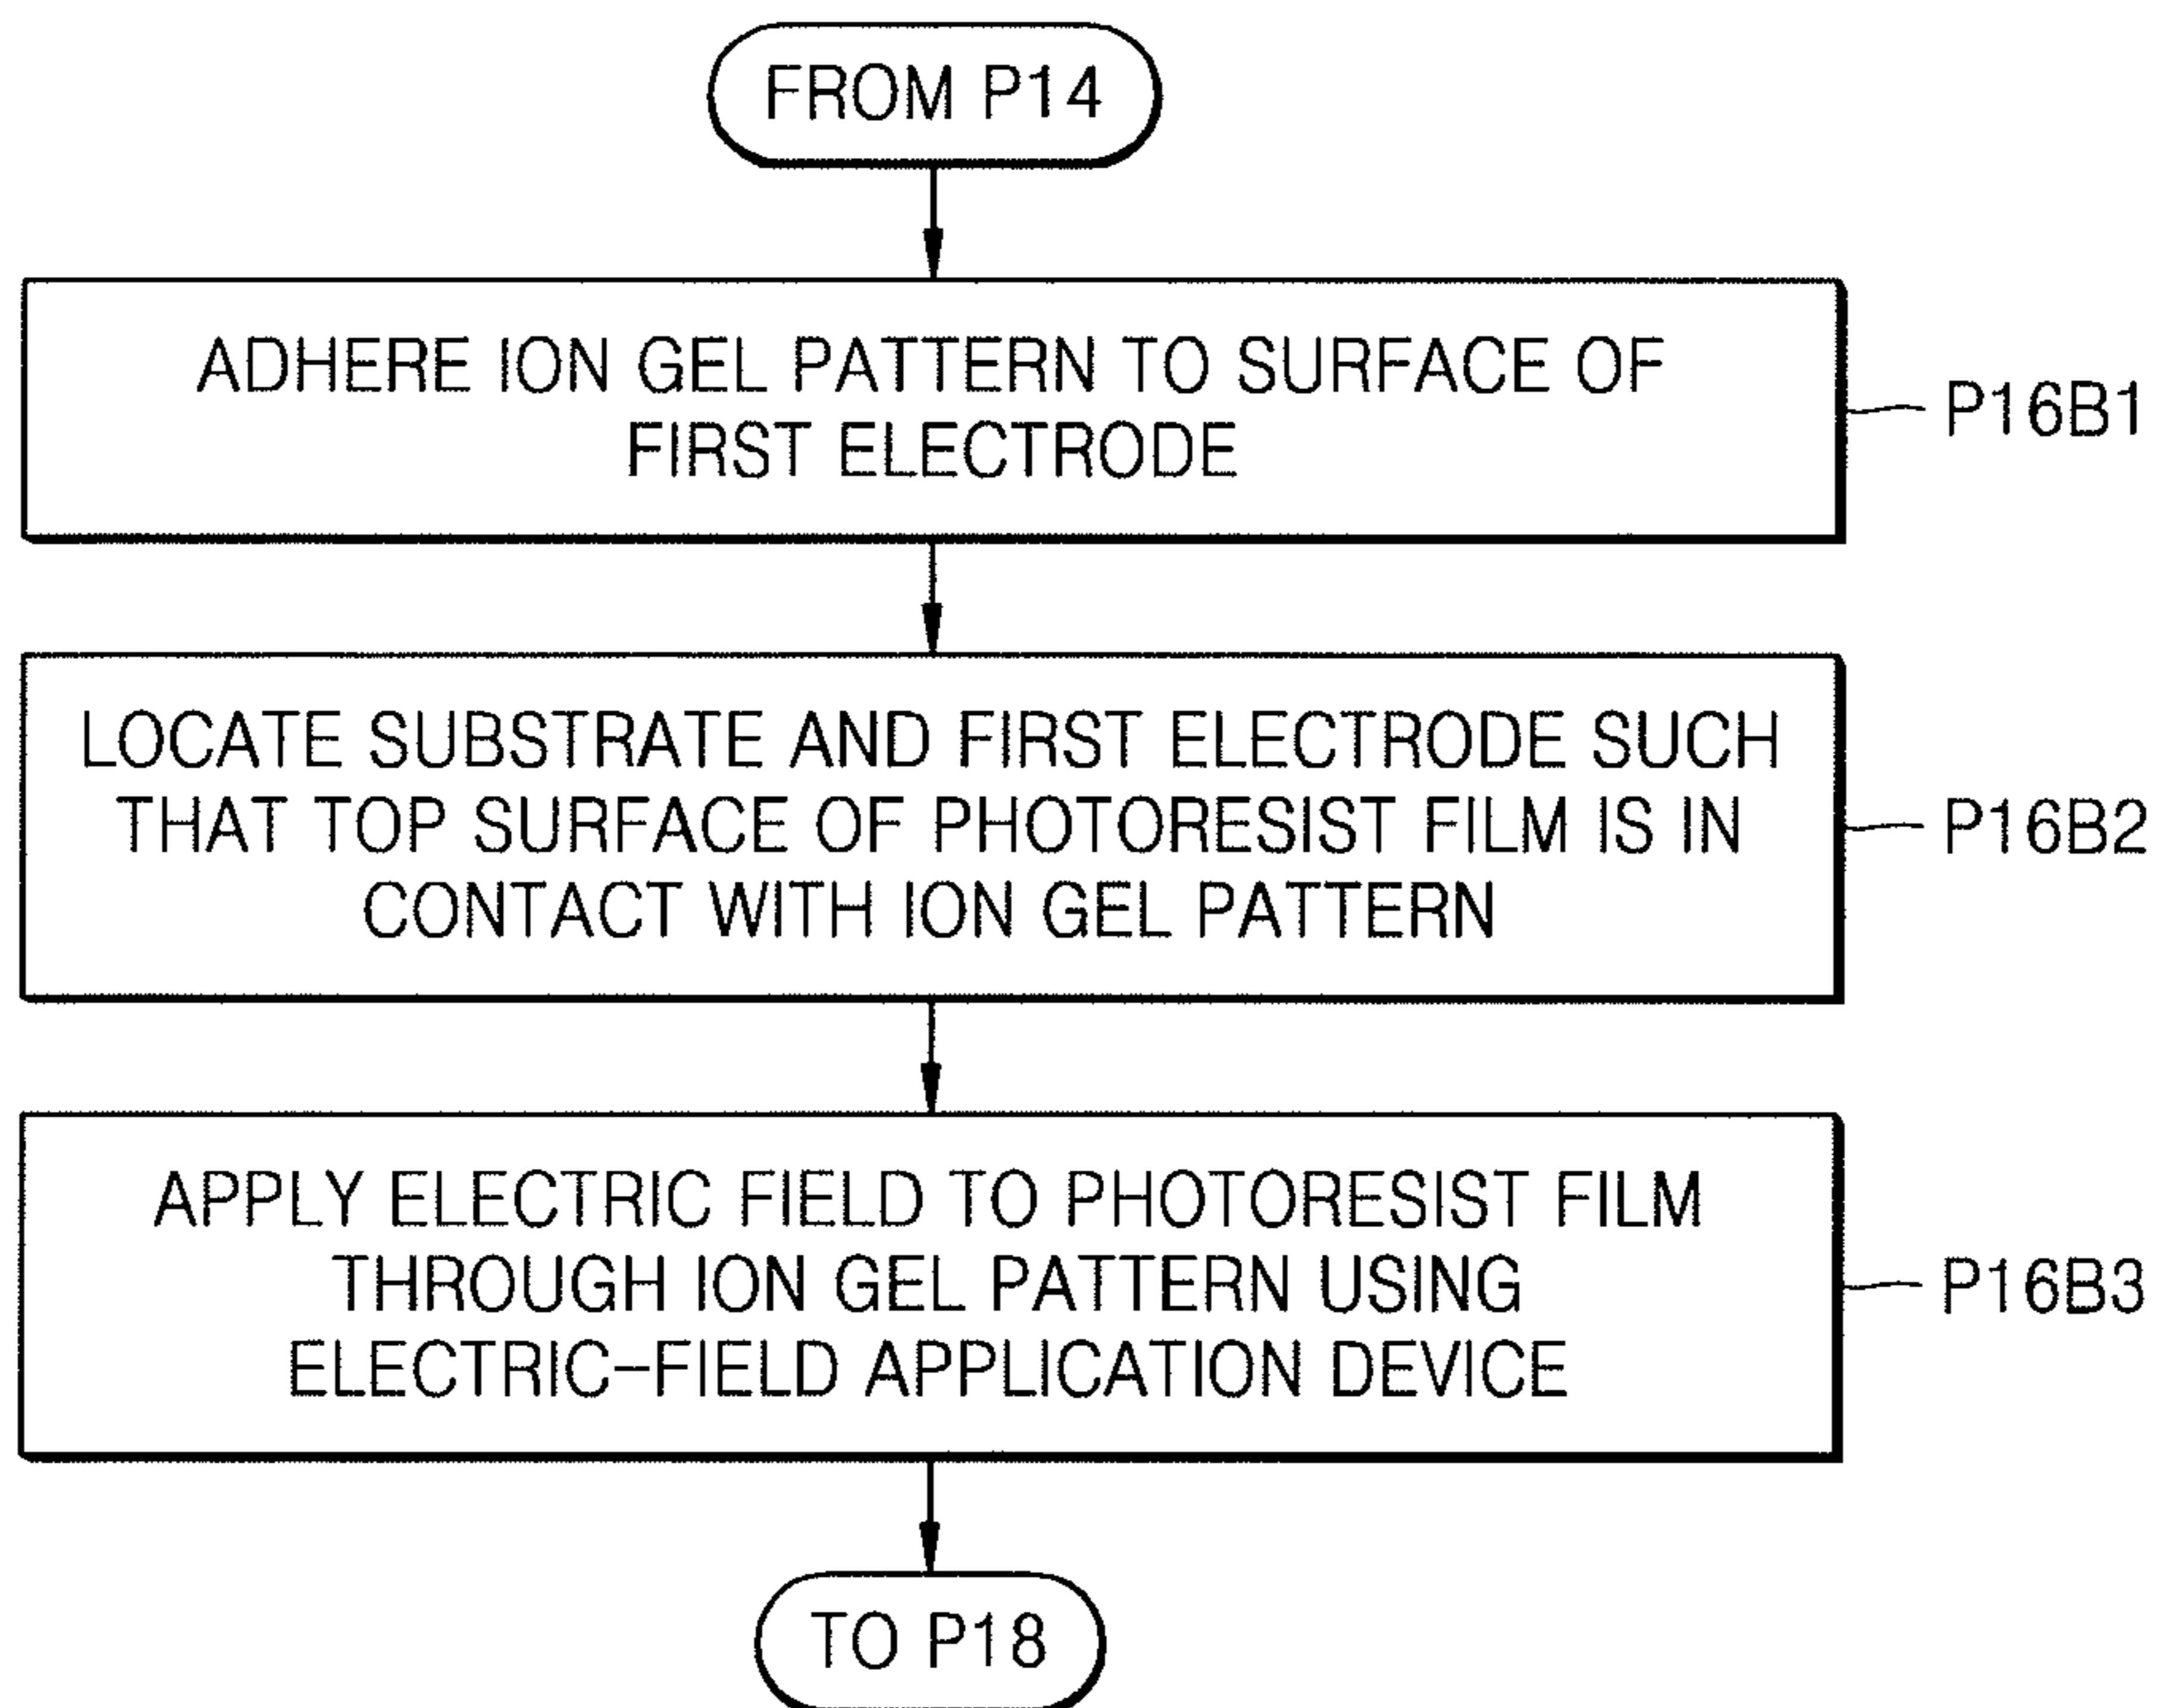 FROM P14
ADHERE ION GEL PATTERN TO SURFACE OF
FIRST ELECTRODE
P16B1
LOCATE SUBSTRATE AND FIRST ELECTRODE SUCH
THAT TOP SURFACE OF PHOTORESIST FILM IS IN
CONTACT WITH ION GEL PATTERN
P16B2
APPLY ELECTRIC FIELD TO PHOTORESIST FILM
THROUGH ION GEL PATTERN USING
ELECTRIC-FIELD APPLICATION DEVICE
P16B3
TO P18